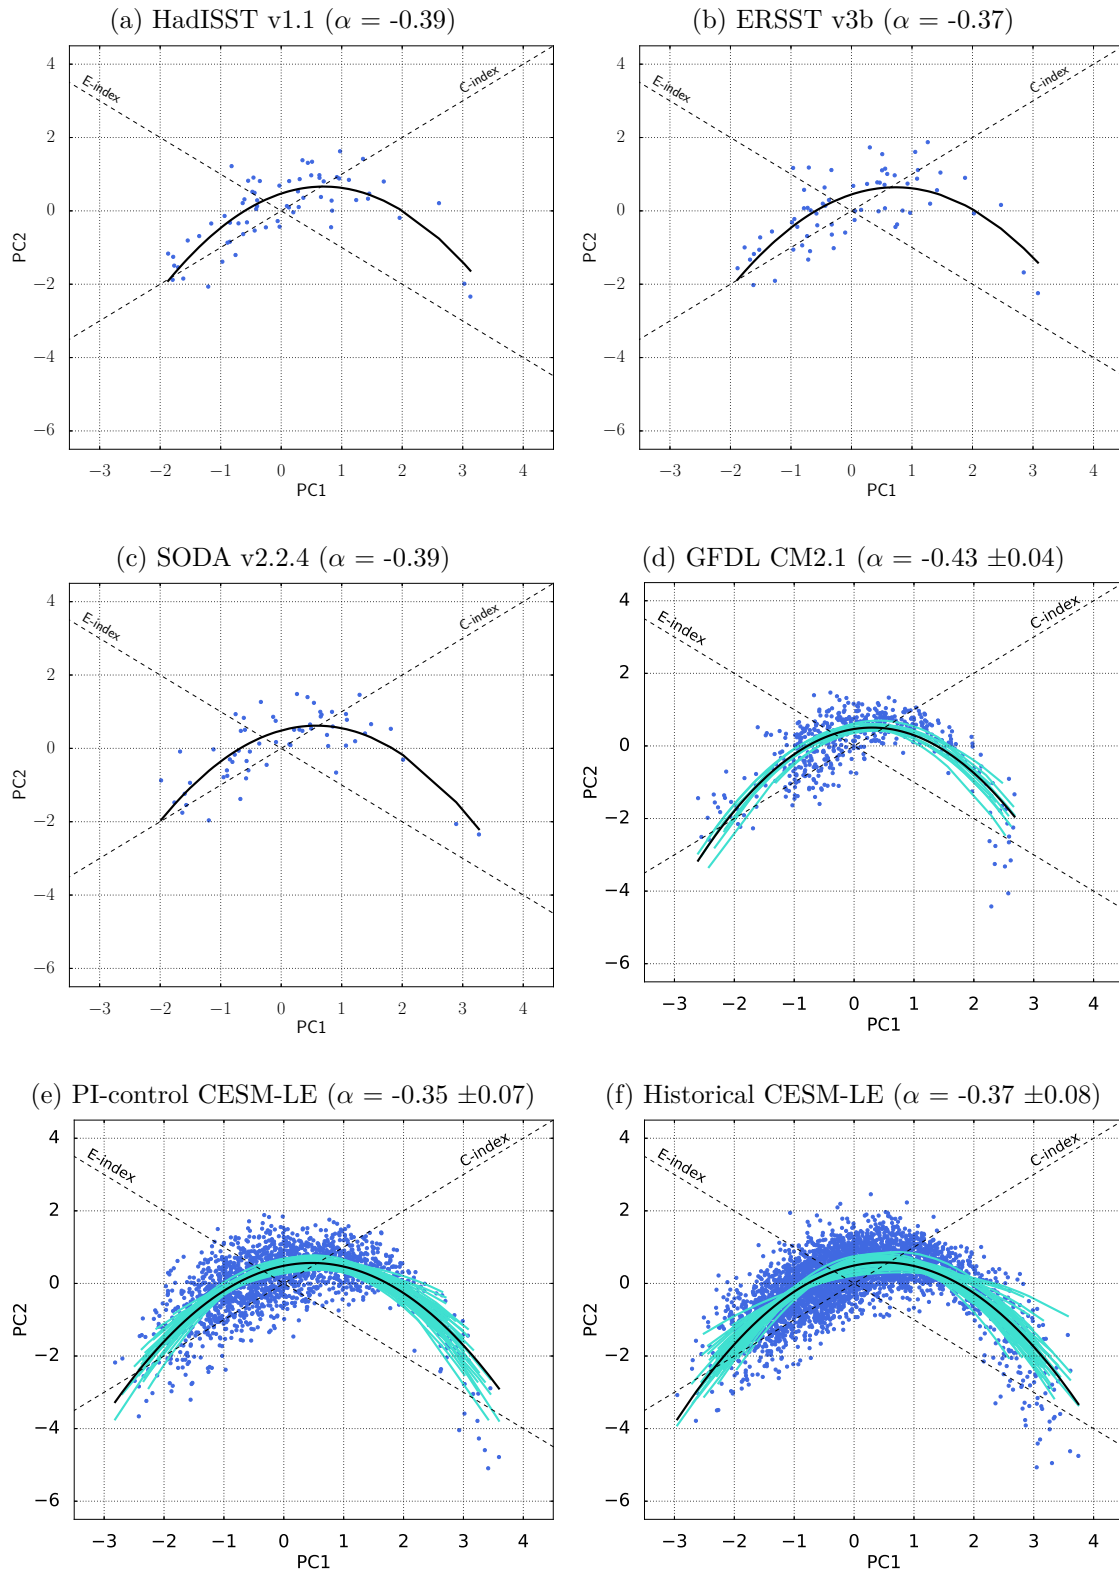 (a) HadISST v1.1 (α = -0.39)
4
2
0
−2
−4
−6
PC2
E-index
C-index
−3 −2 −1 0 1 2 3 4
PC1
(b) ERSST v3b (α = -0.37)
4
2
0
−2
−4
−6
PC2
E-index
C-index
−3 −2 −1 0 1 2 3 4
PC1
(c) SODA v2.2.4 (α = -0.39)
4
2
0
−2
−4
−6
PC2
E-index
C-index
−3 −2 −1 0 1 2 3 4
PC1
(d) GFDL CM2.1 (α = -0.43 ±0.04)
4
2
0
−2
−4
−6
PC2
E-index
C-index
−3 −2 −1 0 1 2 3 4
PC1
(e) PI-control CESM-LE (α = -0.35 ±0.07)
4
2
0
−2
−4
−6
PC2
E-index
C-index
−3 −2 −1 0 1 2 3 4
PC1
(f) Historical CESM-LE (α = -0.37 ±0.08)
4
2
0
−2
−4
−6
PC2
E-index
C-index
−3 −2 −1 0 1 2 3 4
PC1